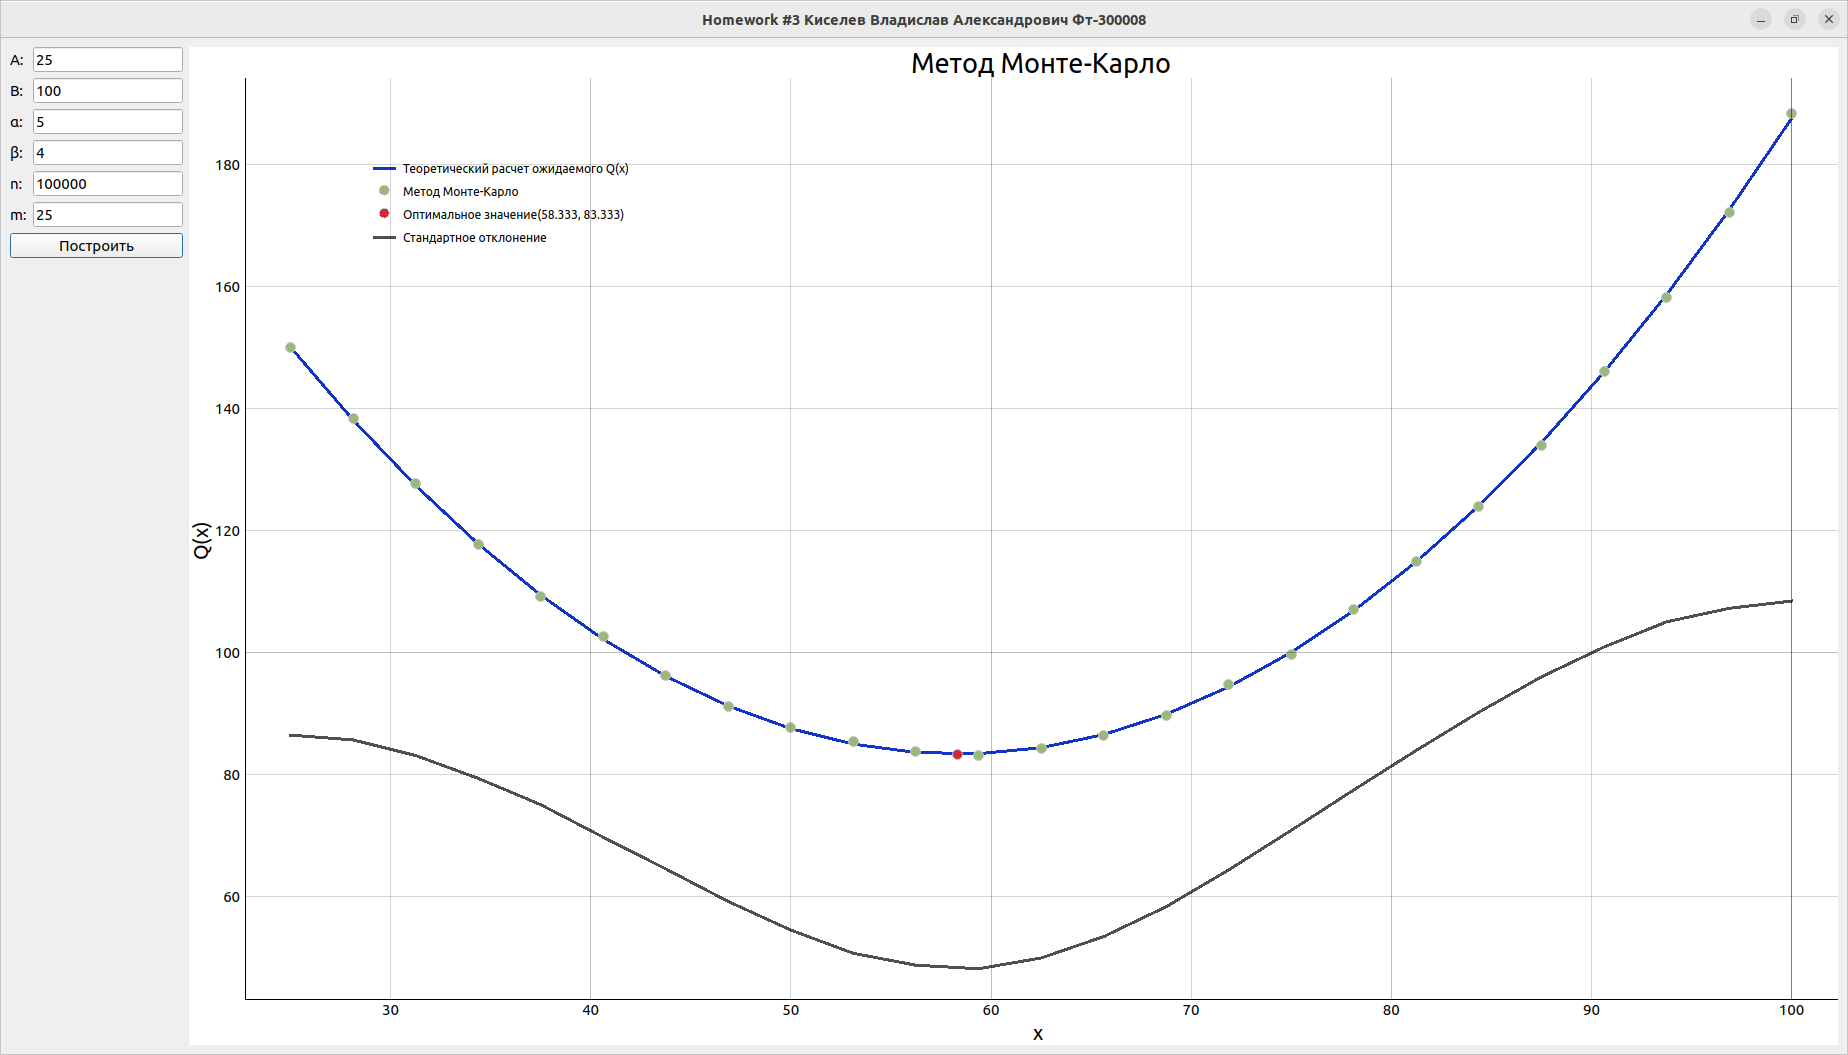 Homework #3 Киселев Владислав Александрович Фт-300008
A: 25
B: 100
α: 5
β: 4
n: 100000
m: 25
Построить
Метод Монте-Карло
Теоретический расчет ожидаемого Q(x)
Метод Монте-Карло
Оптимальное значение(58.333, 83.333)
Стандартное отклонение
180
160
140
120
100
80
60
Q(x)
30 40 50 60 70 80 90 100
x